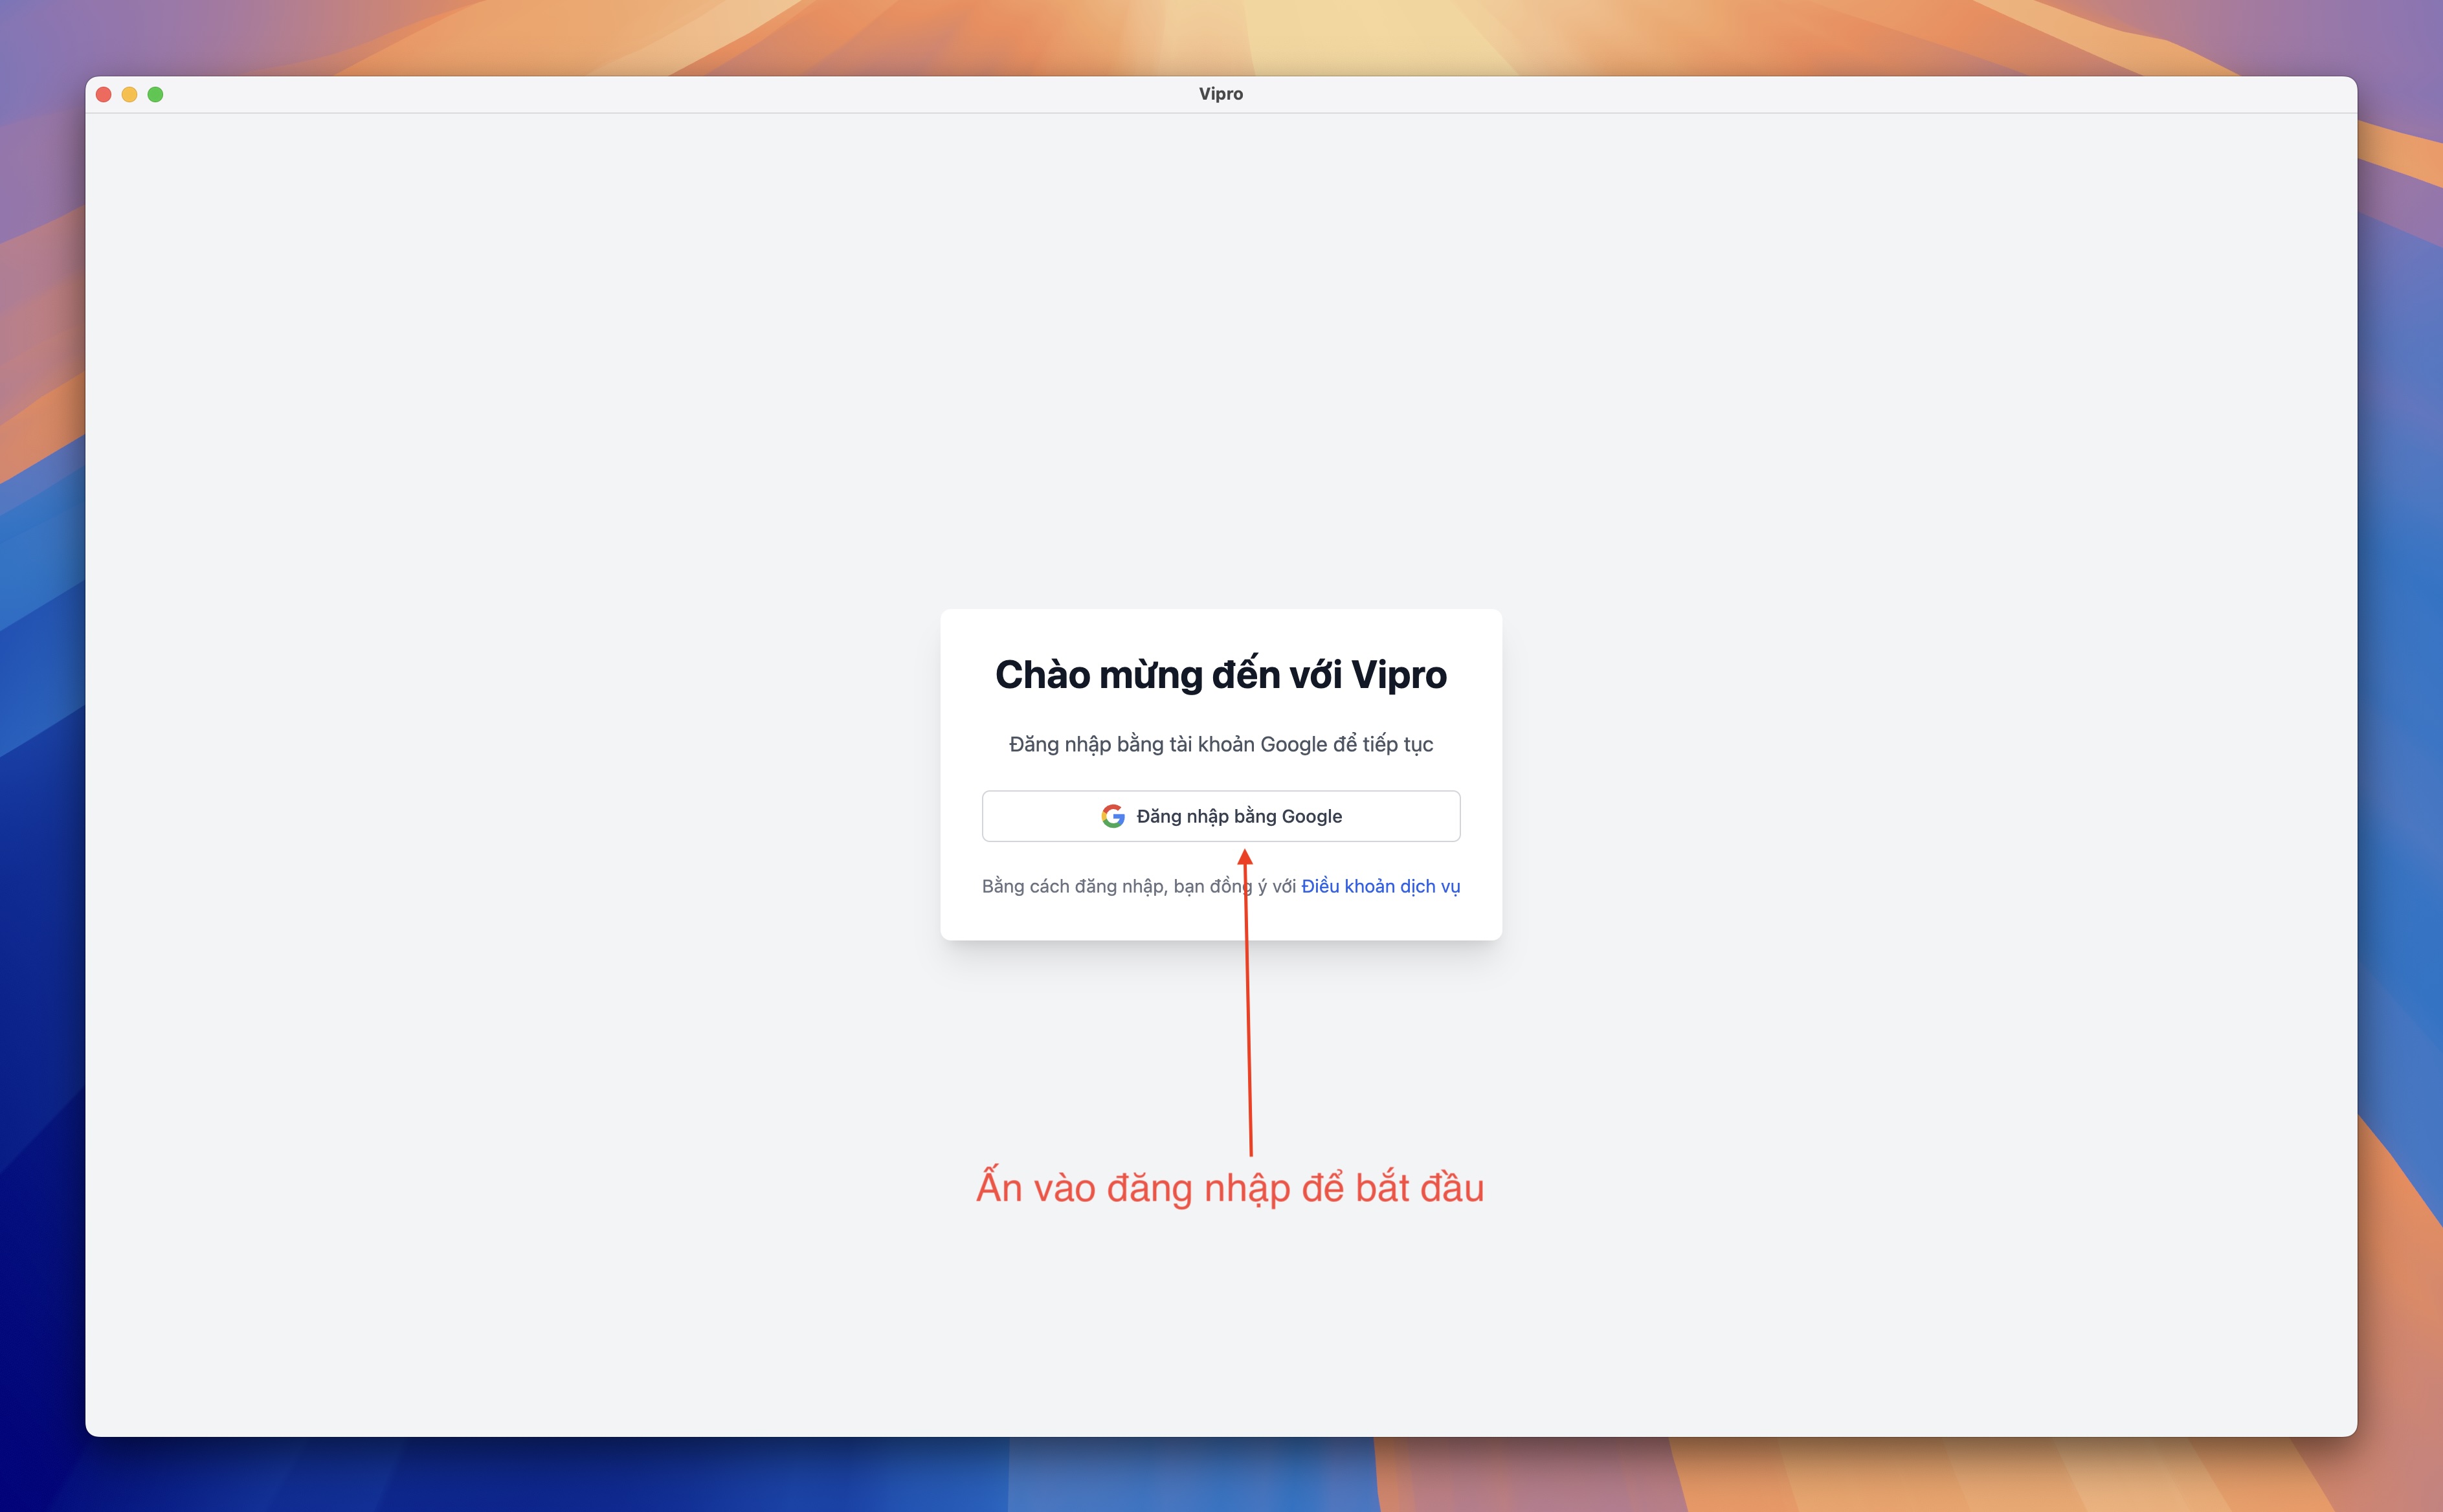 Vipro
Chào mừng đến với Vipro
Đăng nhập bằng tài khoản Google để tiếp tục
Đăng nhập bằng Google
Bằng cách đăng nhập, bạn đồng ý với Điều khoản dịch vụ
Ấn vào đăng nhập để bắt đầu